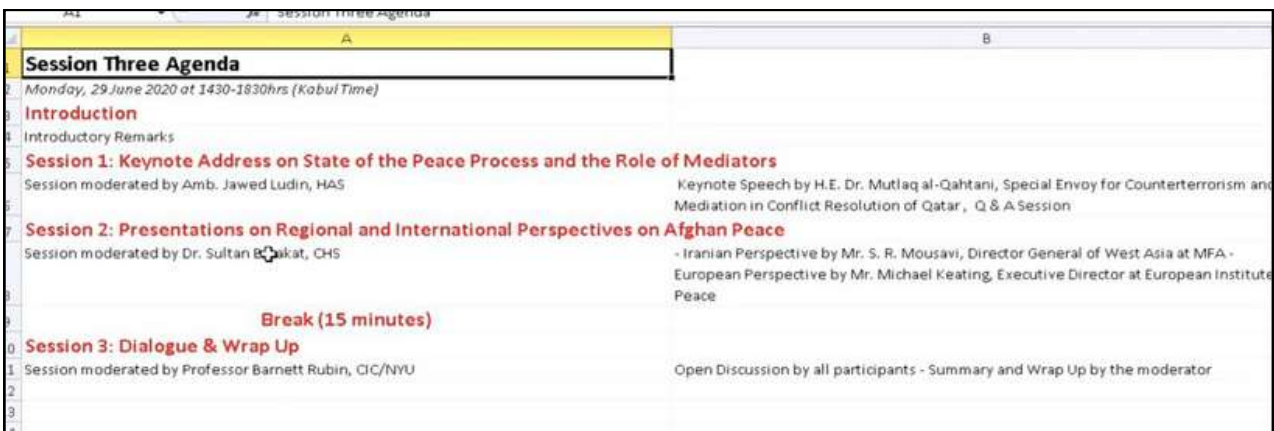 A1 Session Three Agenda
A B
Session Three Agenda
Monday, 29 June 2020 at 1430-1830hrs (Kabul Time)
Introduction
Introductory Remarks
Session 1: Keynote Address on State of the Peace Process and the Role of Mediators
Session moderated by Amb. Jawed Ludin, HAS
Keynote Speech by H.E. Dr. Mutlaq al-Qahtani, Special Envoy for Counterterrorism and
Mediation in Conflict Resolution of Qatar, Q & A Session
Session 2: Presentations on Regional and International Perspectives on Afghan Peace
Session moderated by Dr. Sultan CHS
- Iranian Perspective by Mr. S. R. Mousavi, Director General of West Asia at MFA -
European Perspective by Mr. Michael Keating, Executive Director at European Institute
Peace
Break (15 minutes)
Session 3: Dialogue & Wrap Up
Session moderated by Professor Barnett Rubin, CIC/NYU
Open Discussion by all participants - Summary and Wrap Up by the moderator